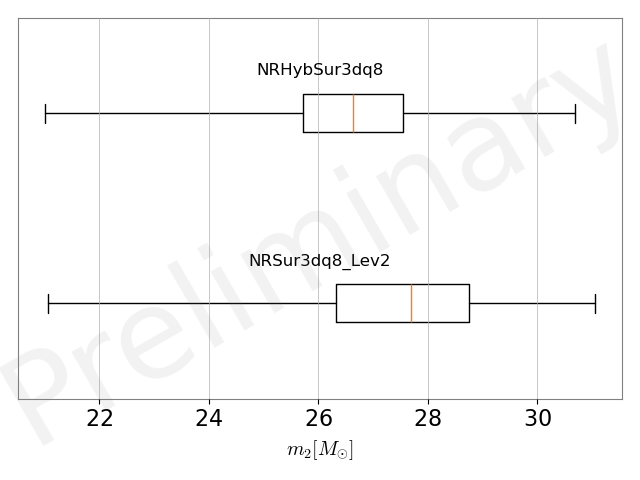 NRHybSur3dq8
NRSur3dq8_Lev2
22 24 26 28 30
m₂[M⊙]
Preliminary